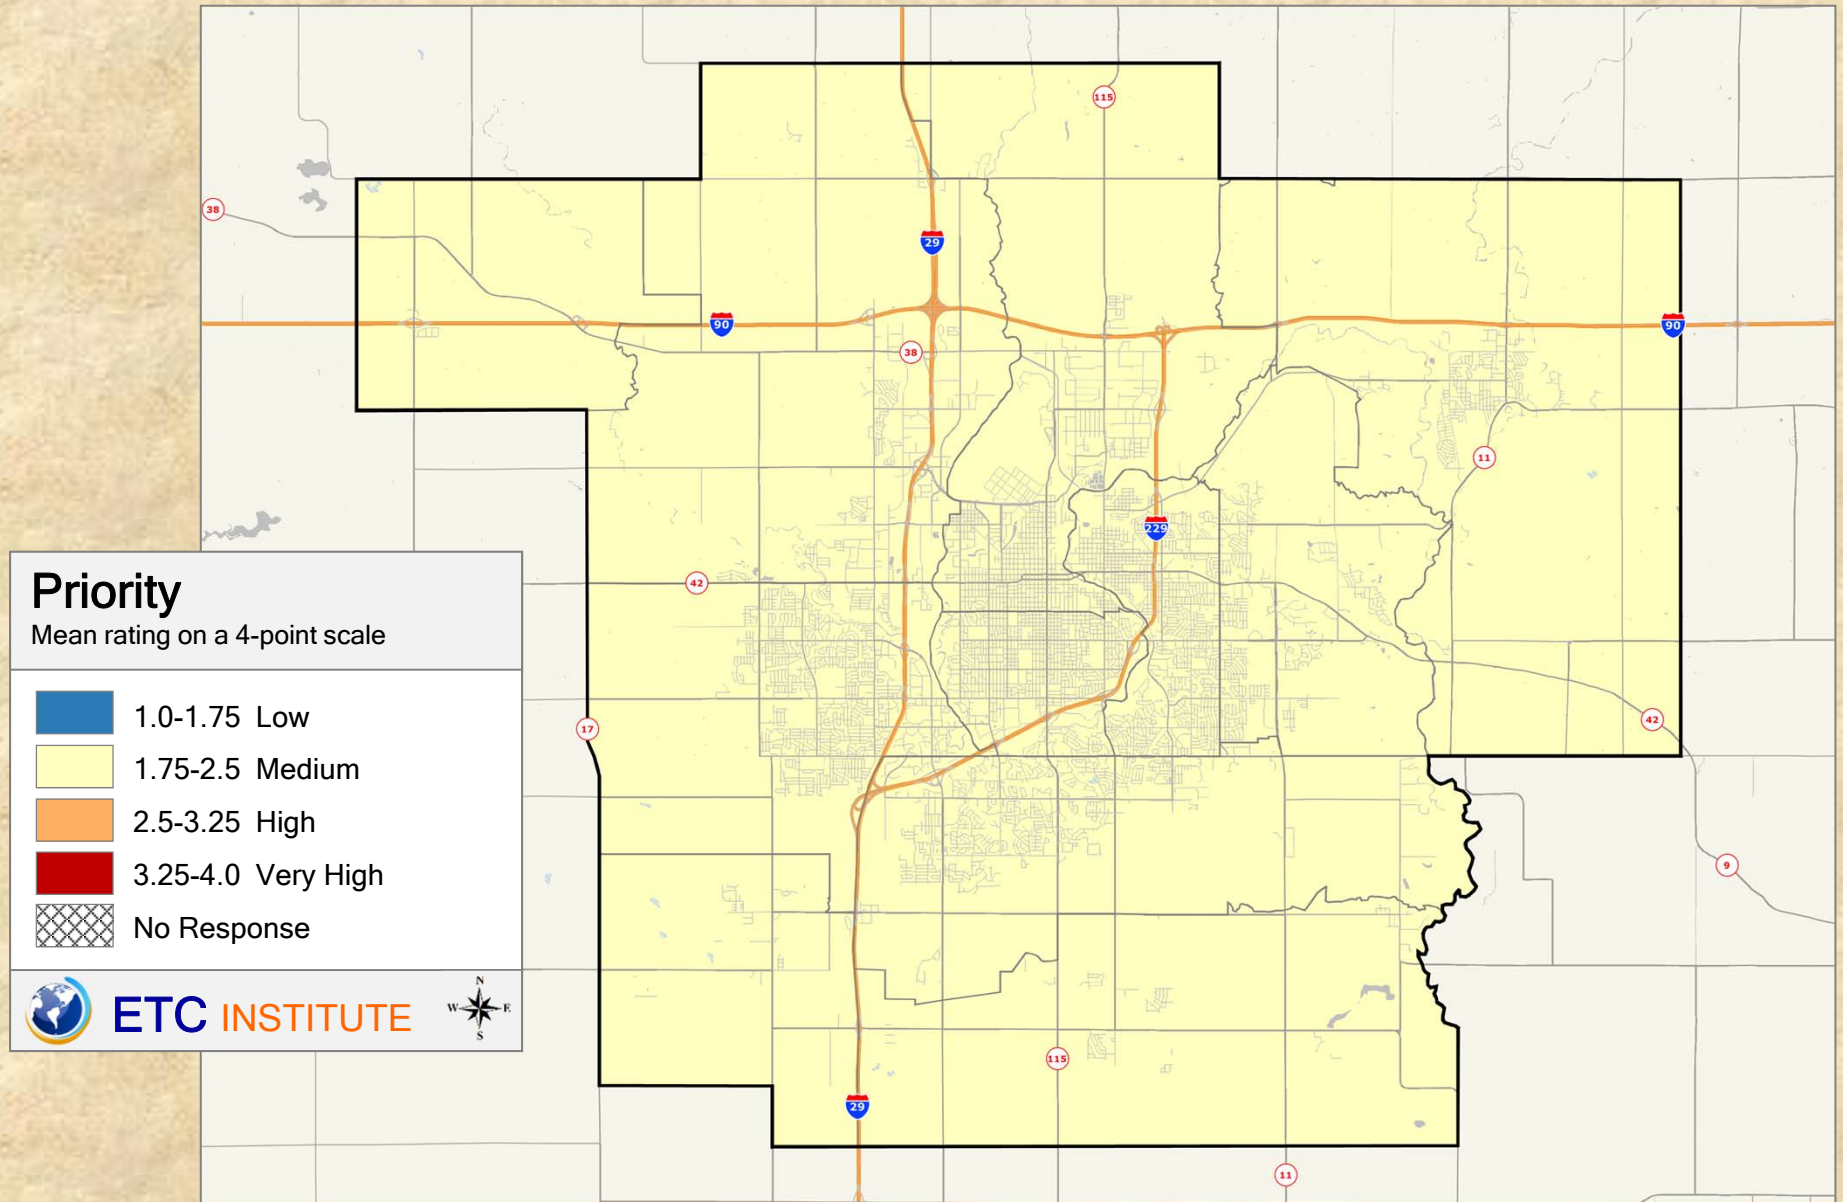 115
38
29
90
90
38
11
229
42
17
42
9
115
29
11
Priority
Mean rating on a 4-point scale
1.0-1.75 Low
1.75-2.5 Medium
2.5-3.25 High
3.25-4.0 Very High
No Response
ETC INSTITUTE
N
W E
S